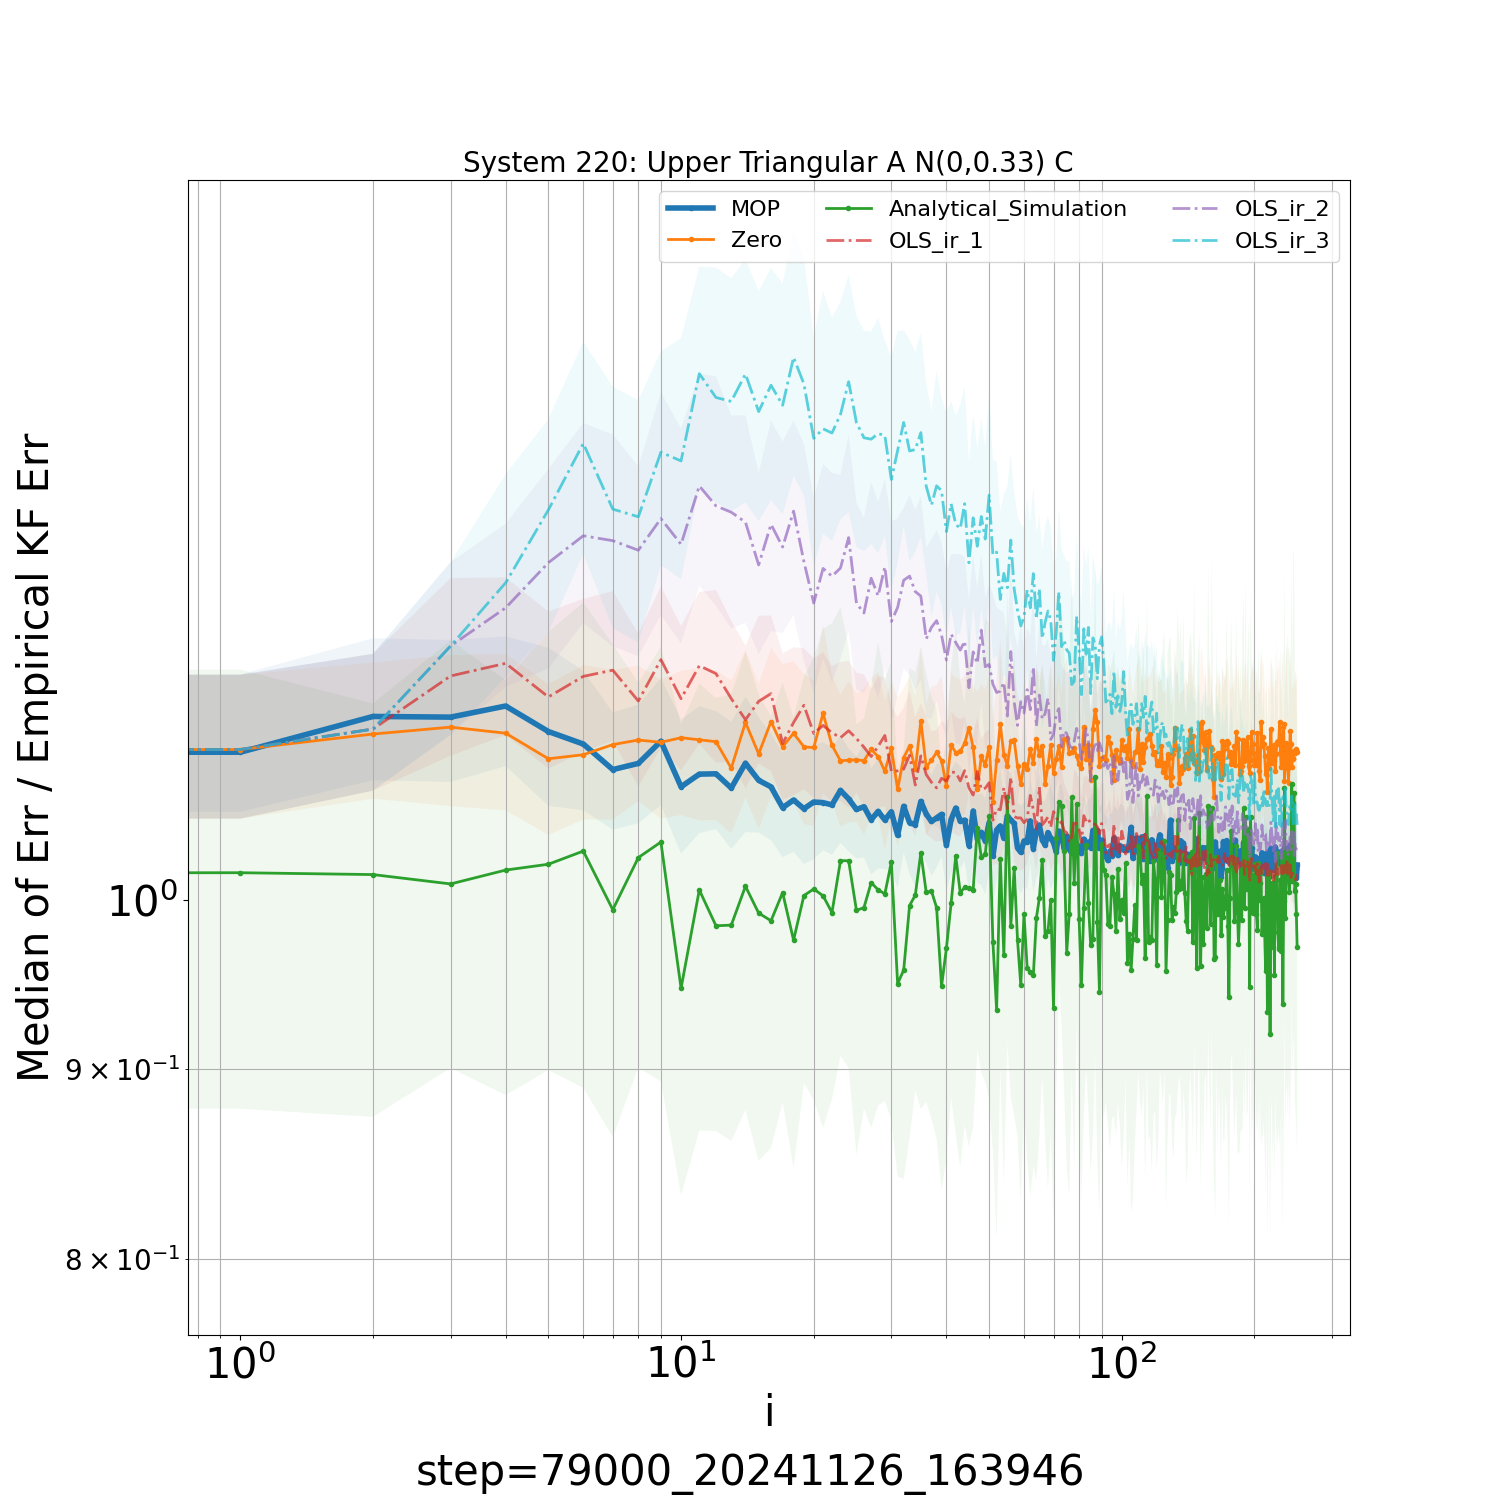 System 220: Upper Triangular A N(0,0.33) C
MOP
Zero
Analytical_Simulation
OLS_ir_1
OLS_ir_2
OLS_ir_3
Median of Err / Empirical KF Err
10⁰
9 × 10⁻¹
8 × 10⁻¹
10⁰ 10¹ 10²
i
step=79000_20241126_163946